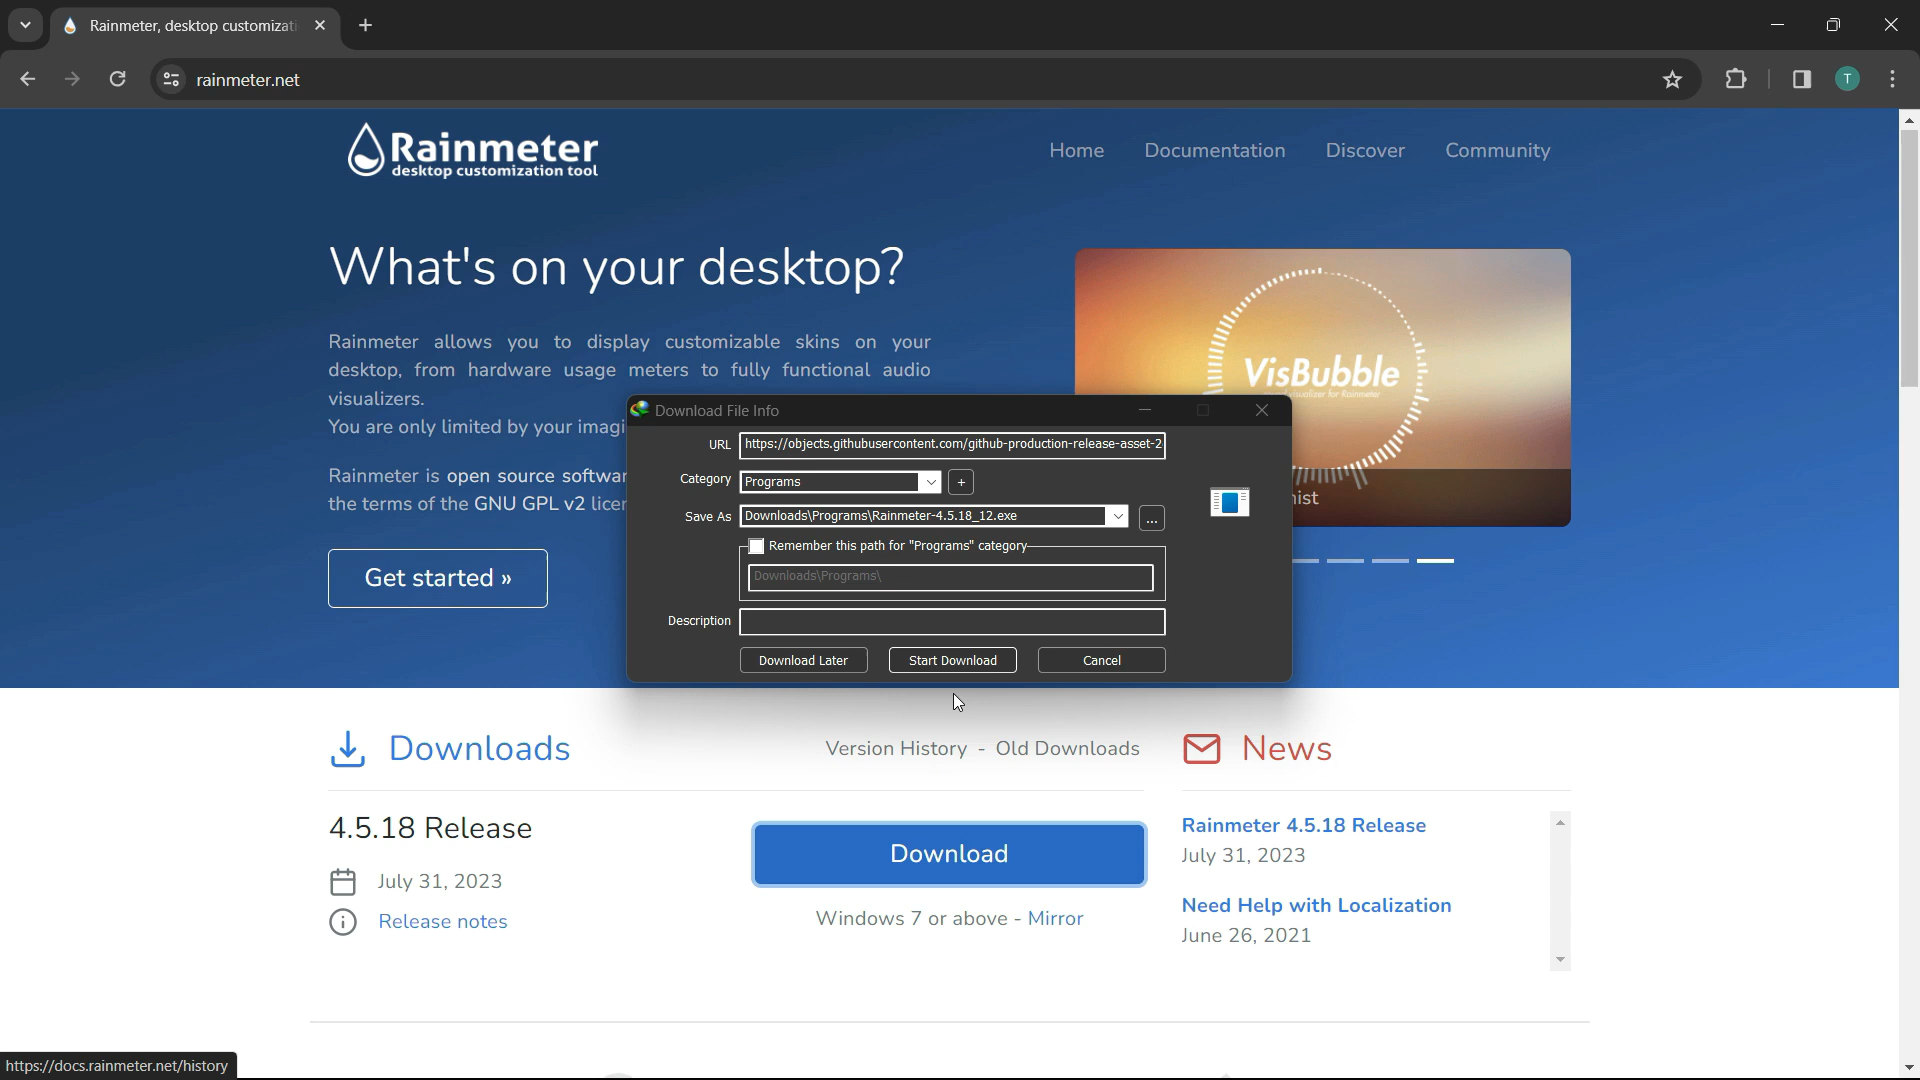 Rainmeter, desktop customizati
rainmeter.net
T
Rainmeter
desktop customization tool
Home Documentation Discover Community
What's on your desktop?
Rainmeter allows you to display customizable skins on your
desktop, from hardware usage meters to fully functional audio
visualizers.
You are only limited by your imagi
Rainmeter is open source softwar
the terms of the GNU GPL v2 licen
Get started »
VisBubble
visualizer for Rainmeter
ist
Download File Info
URL https://objects.githubusercontent.com/github-production-release-asset-2
Category Programs +
Save As Downloads\Programs\Rainmeter-4.5.18_12.exe ...
Remember this path for "Programs" category
Downloads\Programs\
Description
Download Later Start Download Cancel
Downloads
Version History - Old Downloads
4.5.18 Release
July 31, 2023
Release notes
Download
Windows 7 or above - Mirror
News
Rainmeter 4.5.18 Release
July 31, 2023
Need Help with Localization
June 26, 2021
https://docs.rainmeter.net/history